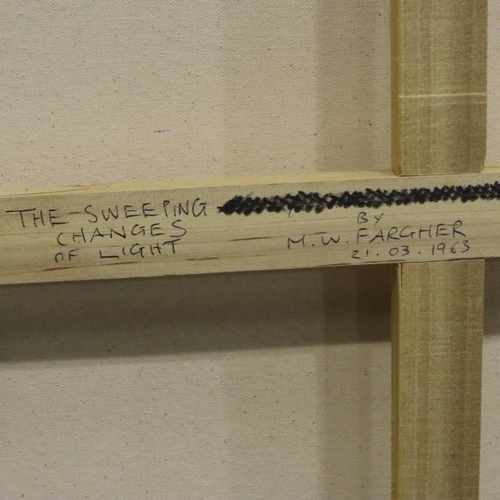 THE SWEEPING
CHANGES
OF LIGHT
BY
M.W. FARGHER
21.03.1963